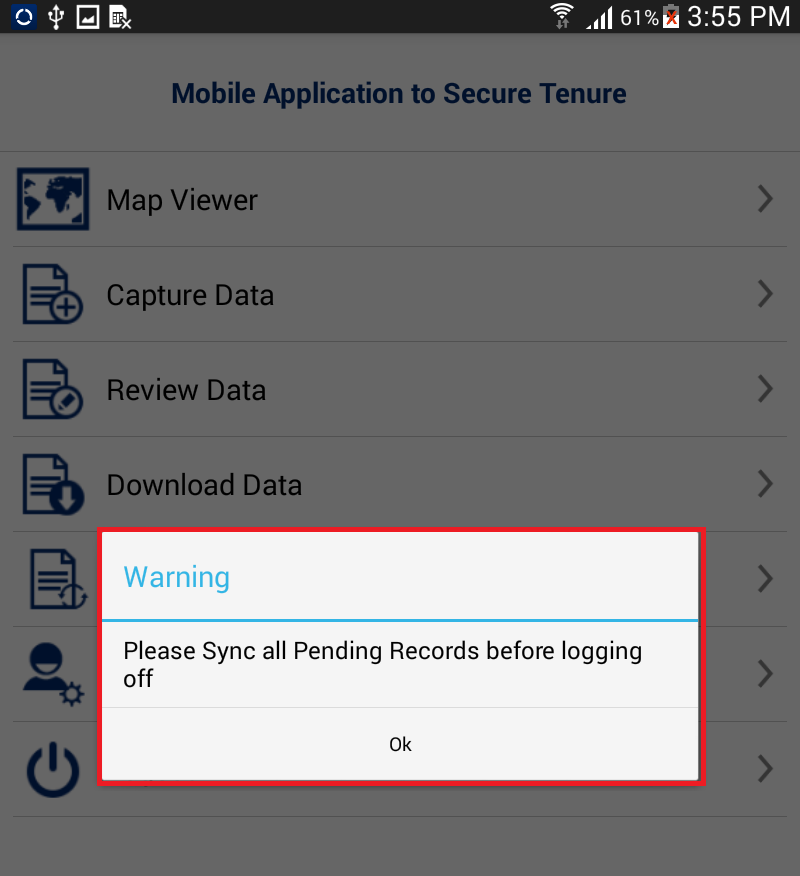 61% 3:55 PM
Mobile Application to Secure Tenure
Map Viewer
Capture Data
Review Data
Download Data
Warning
Please Sync all Pending Records before logging
off
Ok